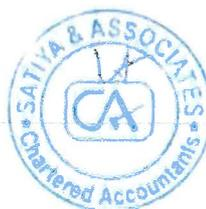 SATIYA & ASSOCIATES
CA
Chartered Accountants